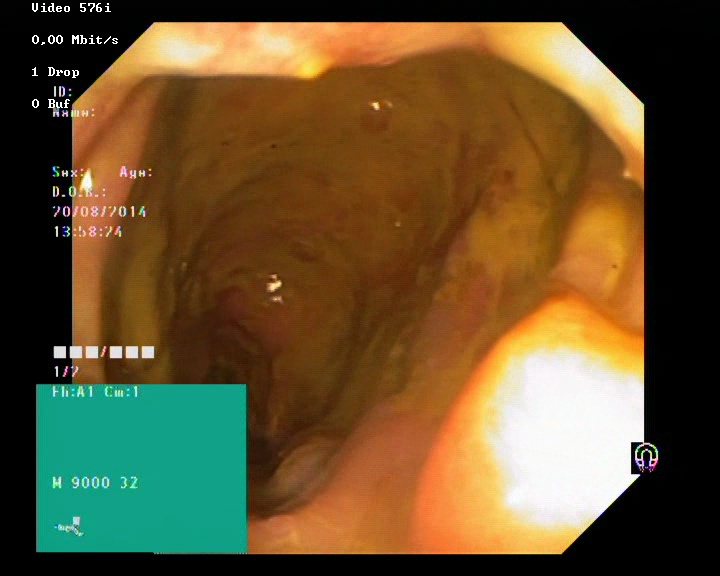 Video 576i
0,00 Mbit/s
1 Drop
0 Buf
ID:
Name:
Sex: Age:
D.O.B.:
20/08/2014
13:58:24
1/2
Eh:A1 Cm:1
M 9000 32